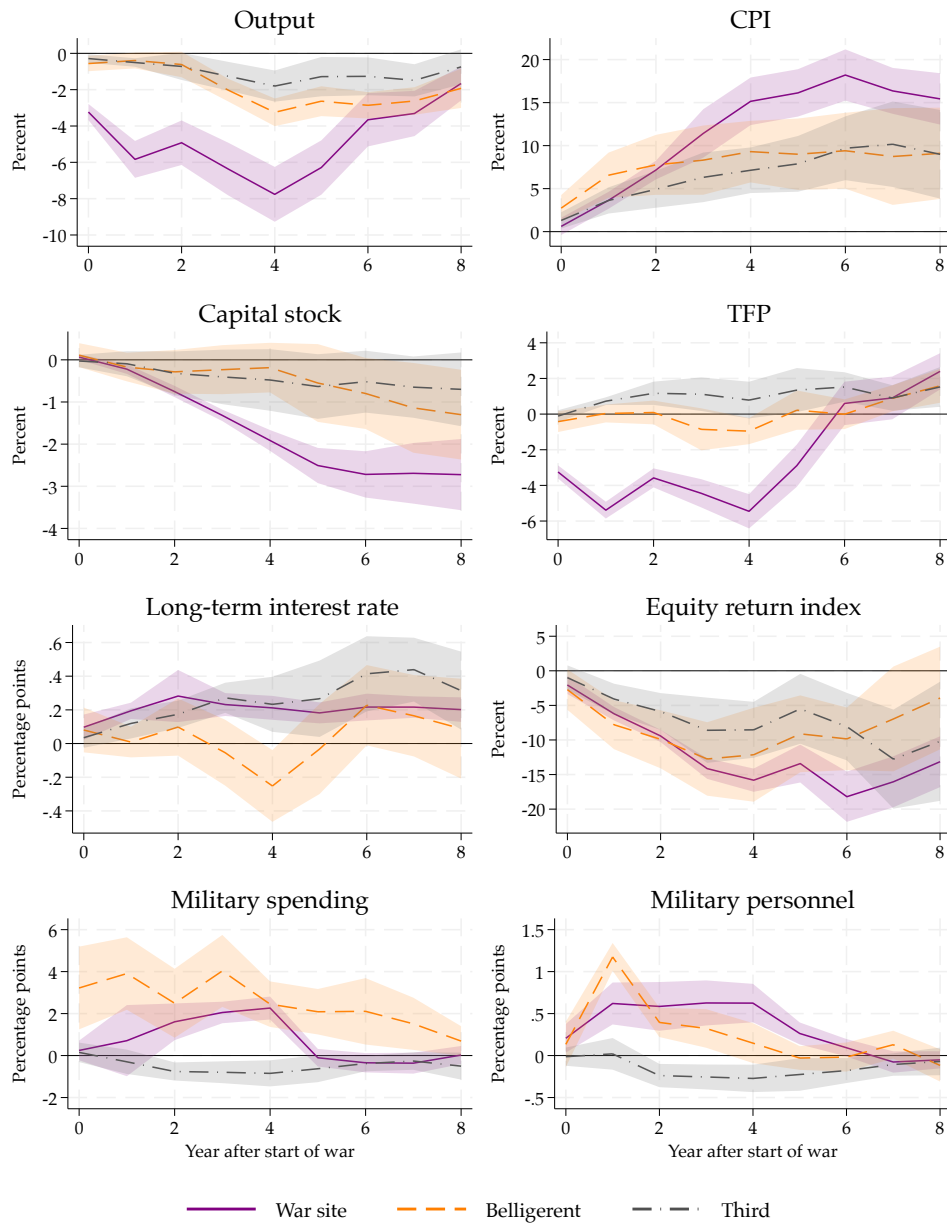 Output
Percent
0
-2
-4
-6
-8
-10
0 2 4 6 8
CPI
Percent
20
15
10
5
0
0 2 4 6 8
Capital stock
Percent
0
-1
-2
-3
-4
0 2 4 6 8
TFP
Percent
4
2
0
-2
-4
-6
0 2 4 6 8
Long-term interest rate
Percentage points
.6
.4
.2
0
-.2
-.4
0 2 4 6 8
Equity return index
Percent
5
0
-5
-10
-15
-20
0 2 4 6 8
Military spending
Percentage points
6
4
2
0
-2
0 2 4 6 8
Year after start of war
Military personnel
Percentage points
1.5
1
.5
0
-.5
0 2 4 6 8
Year after start of war
War site Belligerent Third